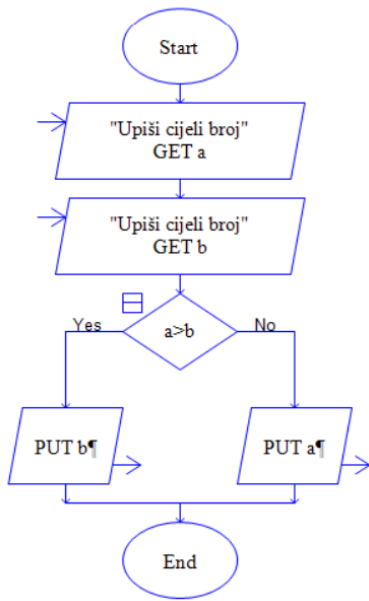 Start
"Upiši cijeli broj"
GET a
"Upiši cijeli broj"
GET b
Yes
a>b
No
PUT b¶
PUT a¶
End